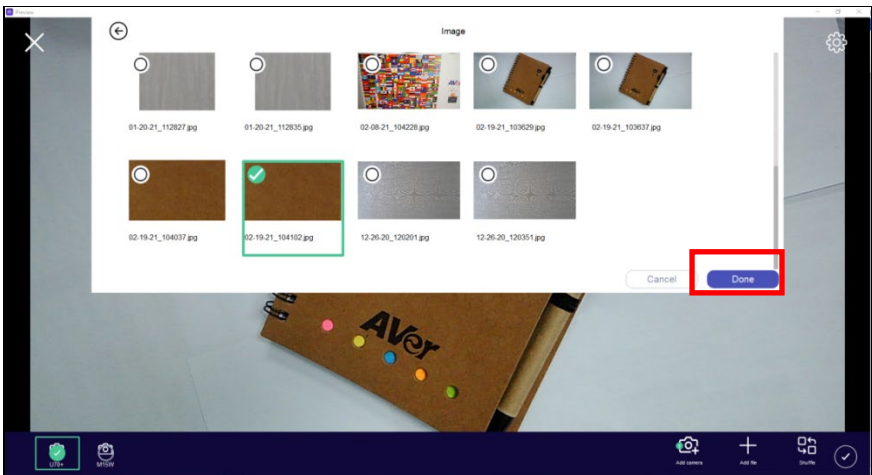 Preview
Image
01-20-21_112827.jpg
01-20-21_112835.jpg
02-08-21_104228.jpg
02-19-21_103629.jpg
02-19-21_103637.jpg
02-19-21_104037.jpg
02-19-21_104102.jpg
12-26-20_120201.jpg
12-26-20_120351.jpg
Cancel
Done
AVer
U70+
M15W
Add camera
Add file
Shuffle